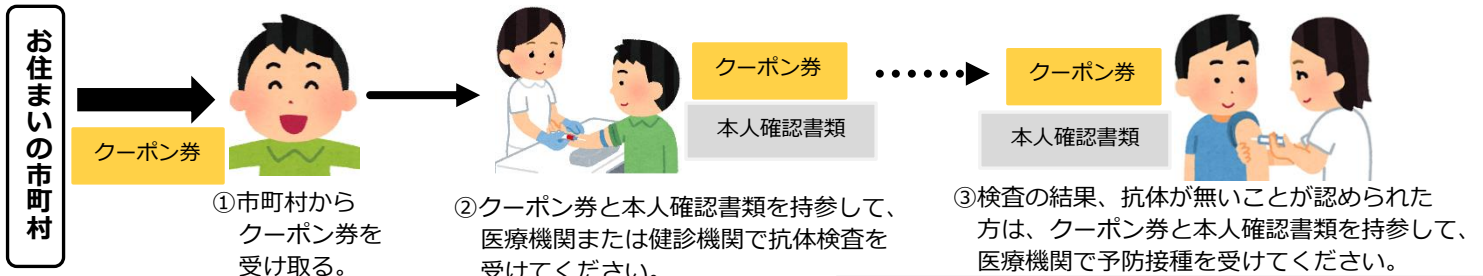 お住まいの市町村
クーポン券
①市町村から
クーポン券を
受け取る。
クーポン券
本人確認書類
②クーポン券と本人確認書類を持参して、
医療機関または健診機関で抗体検査を
受けてください。
クーポン券
本人確認書類
③検査の結果、抗体が無いことが認められた
方は、クーポン券と本人確認書類を持参して、
医療機関で予防接種を受けてください。